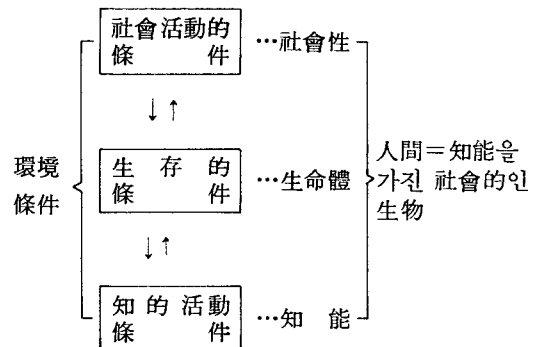 社會活動的
條 件 …社會性
↓↑
環境
條件
生 存 的
條 件 …生命體
人間=知能을
가진 社會的인
生物
↓↑
知 的 活 動
條 件 …知 能